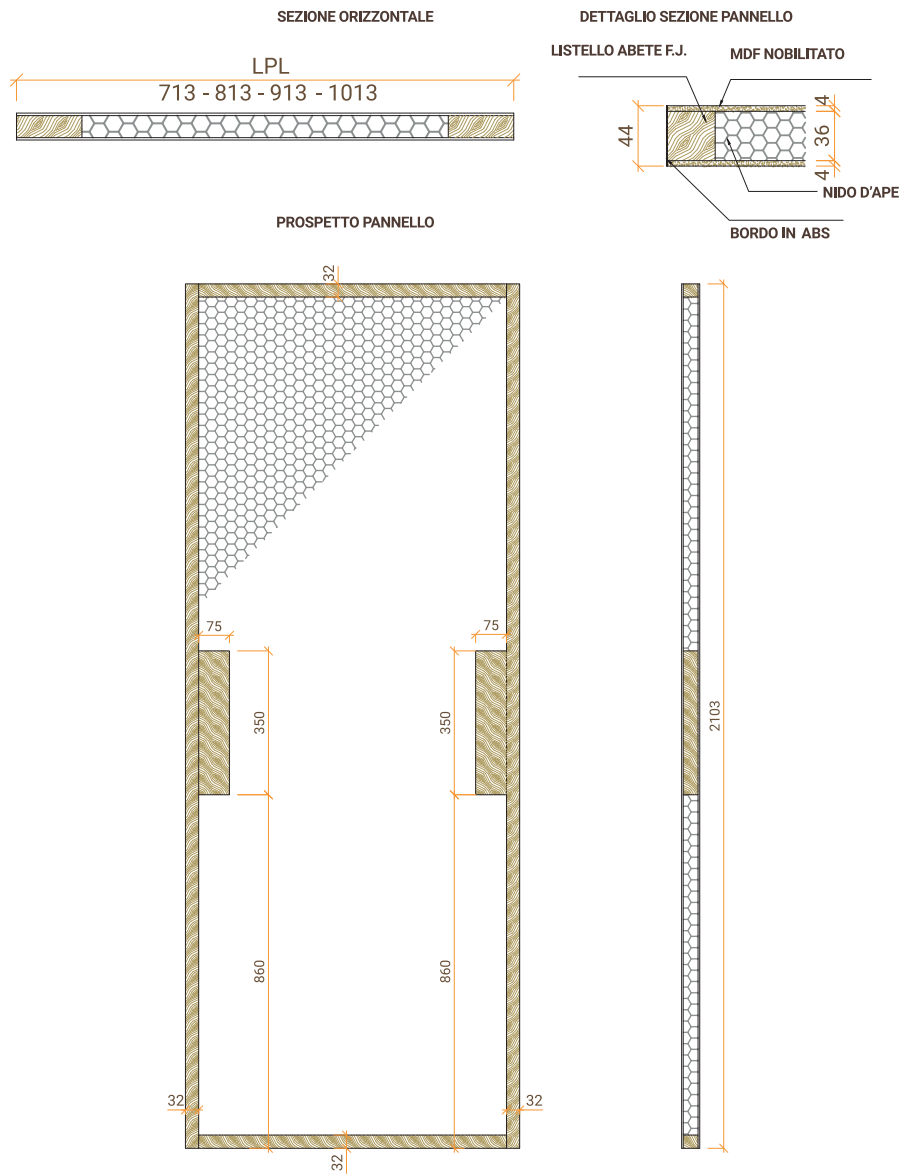 SEZIONE ORIZZONTALE
DETTAGLIO SEZIONE PANNELLO
LISTELLO ABETE F.J.
MDF NOBILITATO
LPL
713 - 813 - 913 - 1013
44
4
36
4
NIDO D'APE
BORDO IN ABS
PROSPETTO PANNELLO
32
75
75
350
350
2103
860
860
32
32
32